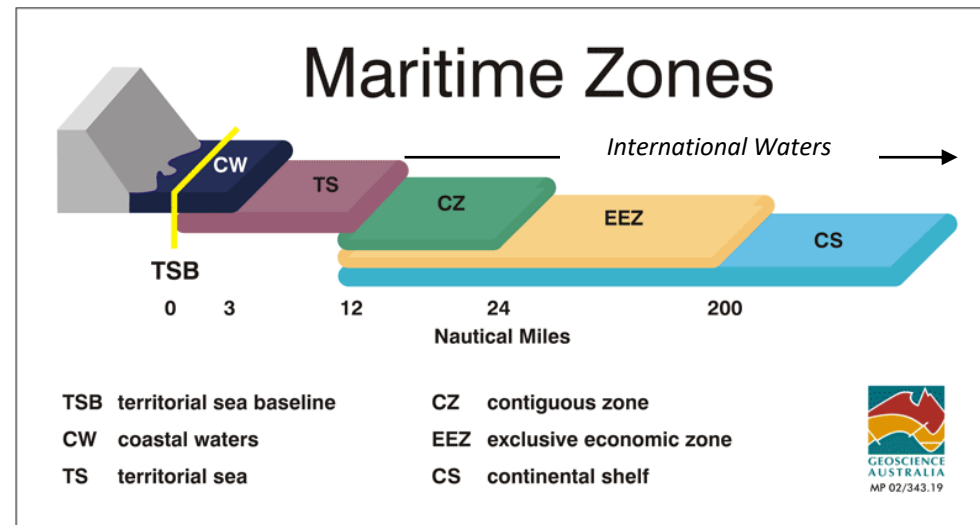 Maritime Zones
International Waters
CW
TS
CZ
EEZ
CS
TSB
0 3 12 24 200
Nautical Miles
TSB territorial sea baseline
CW coastal waters
TS territorial sea
CZ contiguous zone
EEZ exclusive economic zone
CS continental shelf
GEOSCIENCE
AUSTRALIA
MP 02/343.19